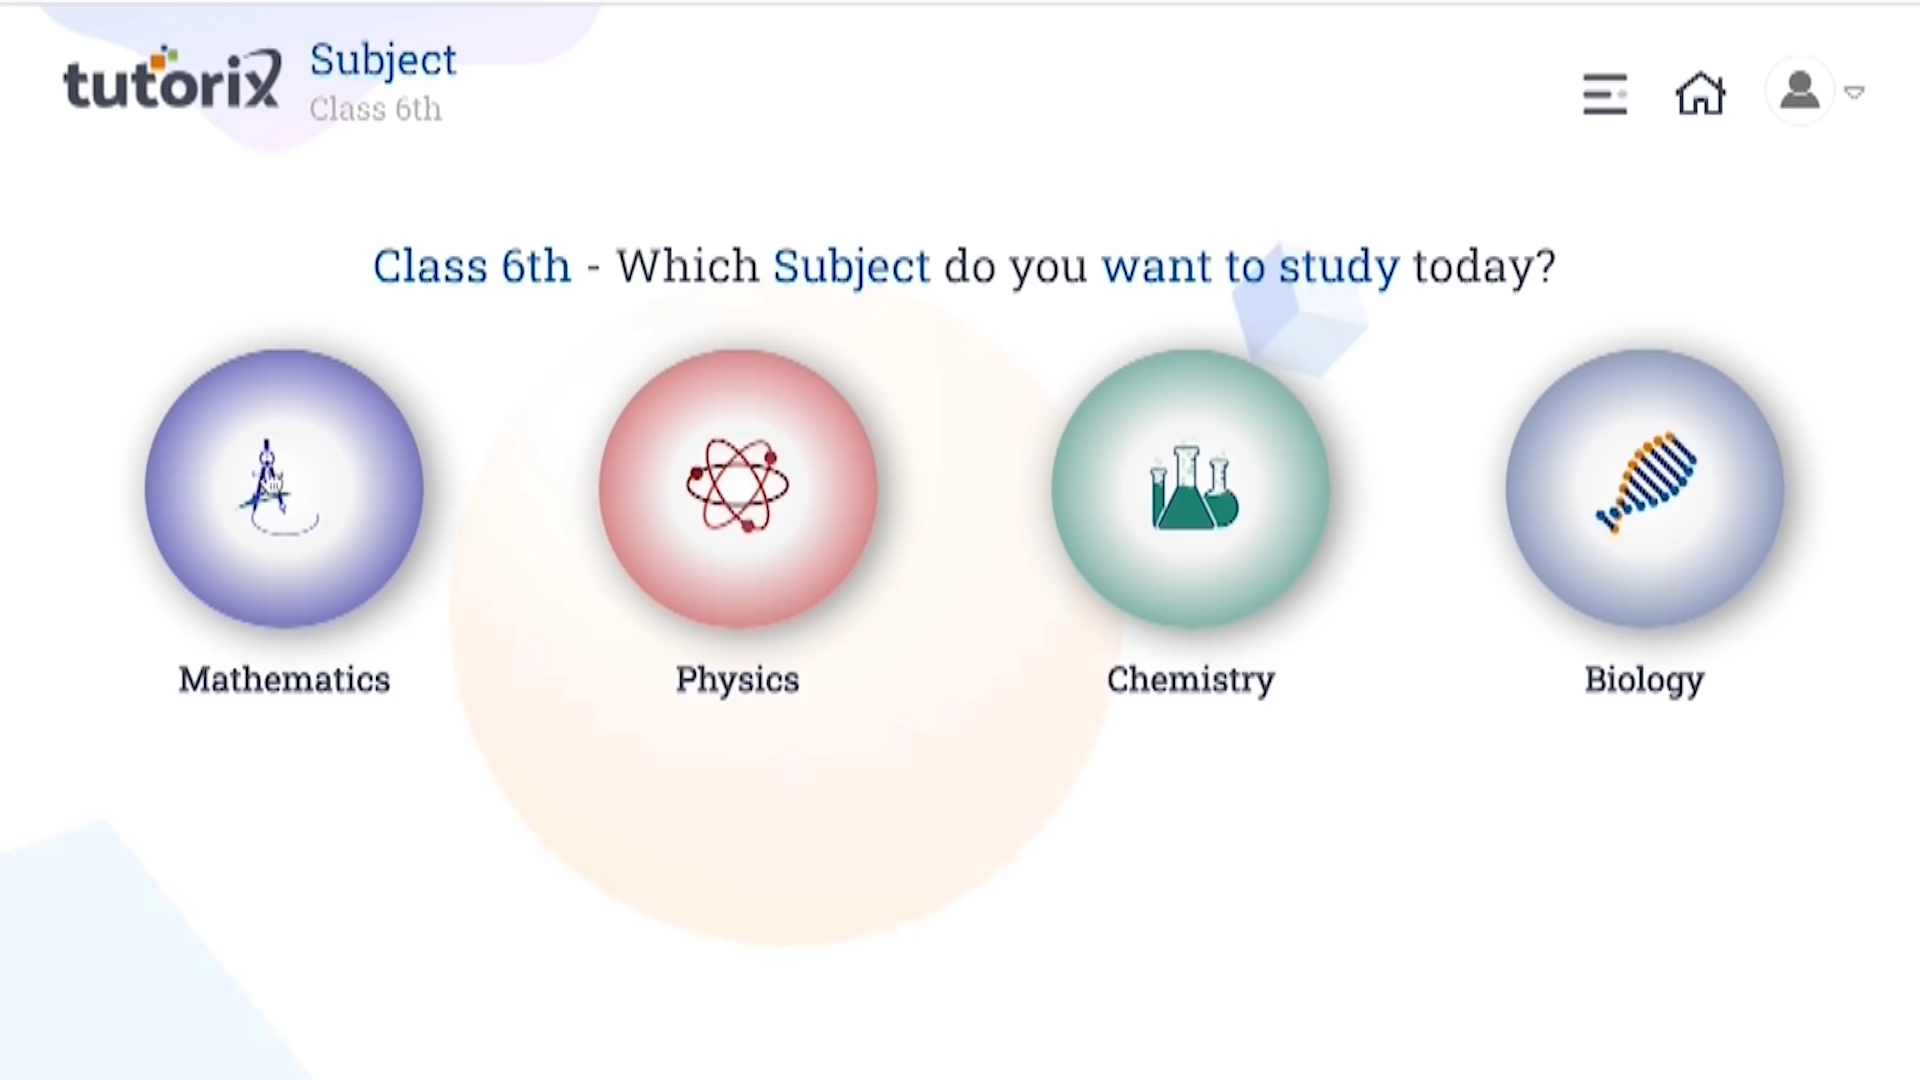 tutorix
Subject
Class 6th
Class 6th - Which Subject do you want to study today?
Mathematics
Physics
Chemistry
Biology